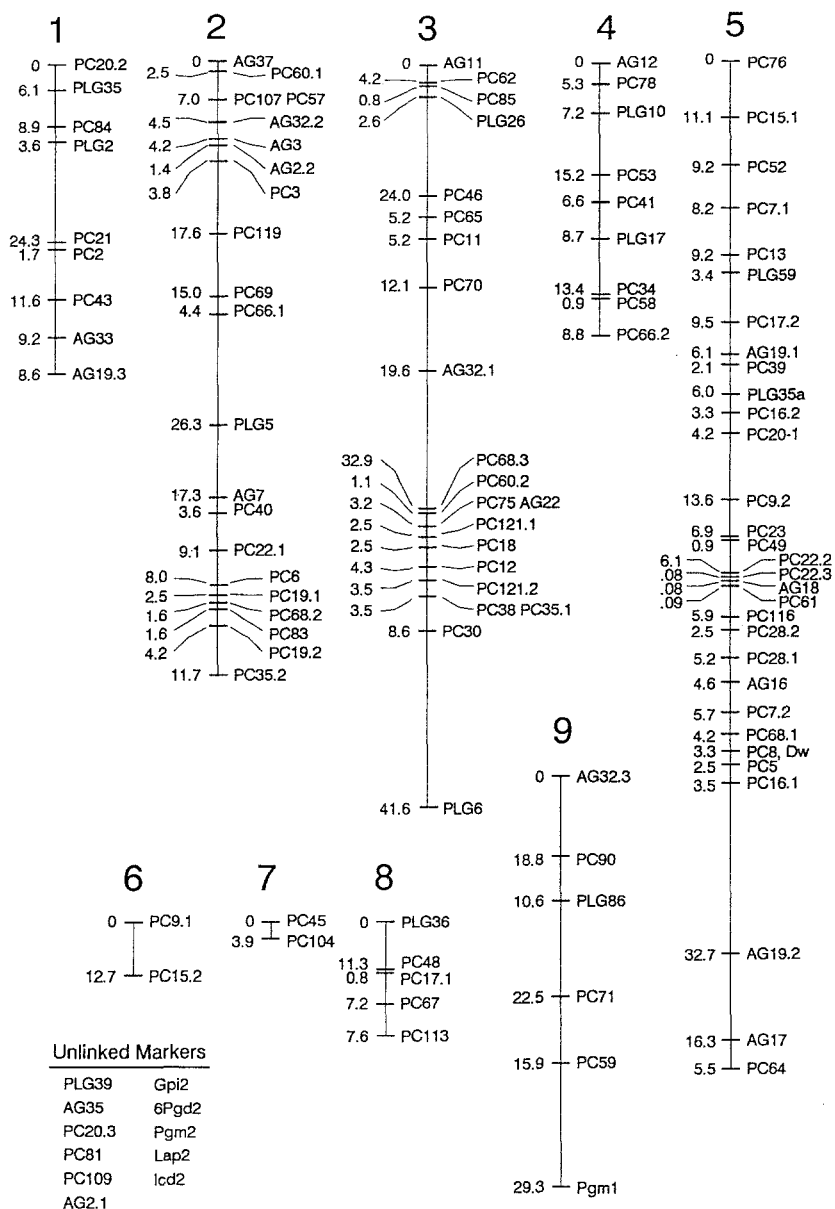 1
0 PC20.2
6.1 PLG35
8.9 PC84
3.6 PLG2
24.3 PC21
1.7 PC2
11.6 PC43
9.2 AG33
8.6 AG19.3
2
0 AG37
2.5 PC60.1
7.0 PC107 PC57
4.5 AG32.2
4.2 AG3
1.4 AG2.2
3.8 PC3
17.6 PC119
15.0 PC69
4.4 PC66.1
26.3 PLG5
17.3 AG7
3.6 PC40
9.1 PC22.1
8.0 PC6
2.5 PC19.1
1.6 PC68.2
1.6 PC83
4.2 PC19.2
11.7 PC35.2
3
0 AG11
4.2 PC62
0.8 PC85
2.6 PLG26
24.0 PC46
5.2 PC65
5.2 PC11
12.1 PC70
19.6 AG32.1
32.9 PC68.3
1.1 PC60.2
3.2 PC75 AG22
2.5 PC121.1
2.5 PC18
4.3 PC12
3.5 PC121.2
3.5 PC38 PC35.1
8.6 PC30
41.6 PLG6
4
0 AG12
5.3 PC78
7.2 PLG10
15.2 PC53
6.6 PC41
8.7 PLG17
13.4 PC34
0.9 PC58
8.8 PC66.2
5
0 PC76
11.1 PC15.1
9.2 PC52
8.2 PC7.1
9.2 PC13
3.4 PLG59
9.5 PC17.2
6.1 AG19.1
2.1 PC39
6.0 PLG35a
3.3 PC16.2
4.2 PC20-1
13.6 PC9.2
6.9 PC23
0.9 PC49
6.1 PC22.2
.08 PC22.3
.08 AG18
.09 PC61
5.9 PC116
2.5 PC28.2
5.2 PC28.1
4.6 AG16
5.7 PC7.2
4.2 PC68.1
3.3 PC8, Dw
2.5 PC5
3.5 PC16.1
32.7 AG19.2
16.3 AG17
5.5 PC64
6
0 PC9.1
12.7 PC15.2
7
0 PC45
3.9 PC104
8
0 PLG36
11.3 PC48
0.8 PC17.1
7.2 PC67
7.6 PC113
9
0 AG32.3
18.8 PC90
10.6 PLG86
22.5 PC71
15.9 PC59
29.3 Pgm1
Unlinked Markers
PLG39 Gpi2
AG35 6Pgd2
PC20.3 Pgm2
PC81 Lap2
PC109 Icd2
AG2.1